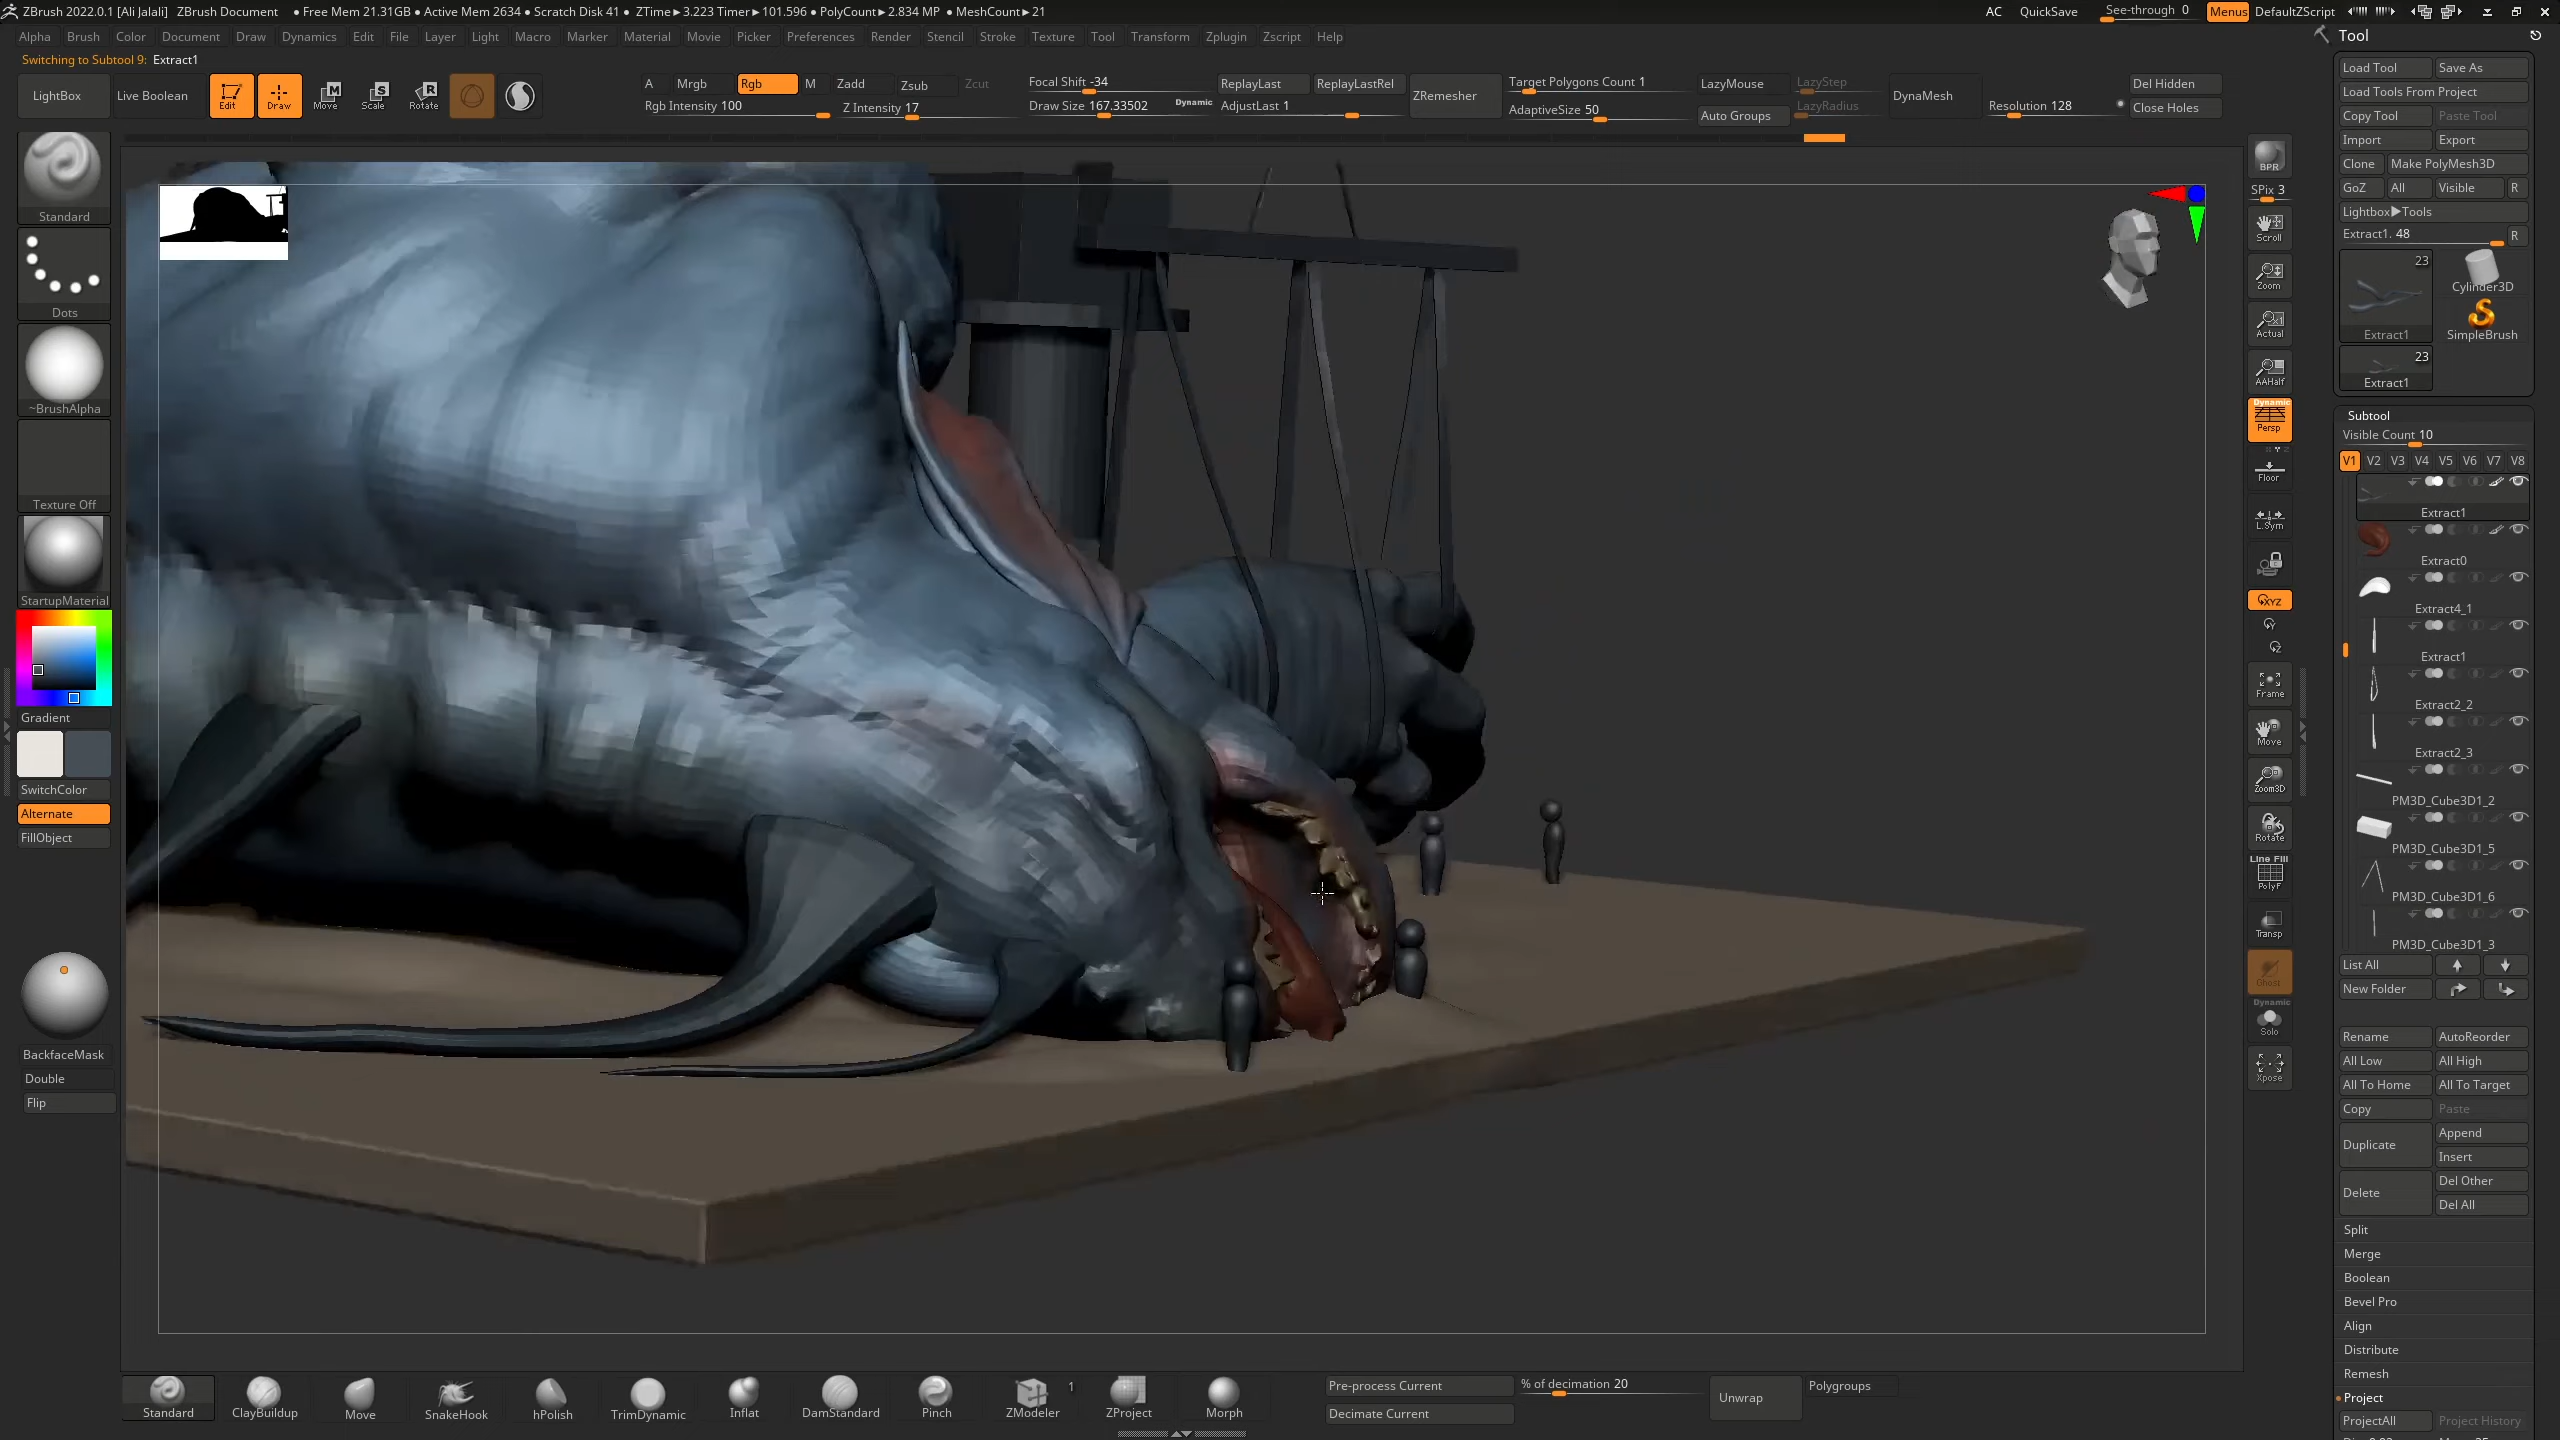 ZBrush 2022.0.1 [Ali Jalali] ZBrush Document • Free Mem 21.31GB • Active Mem 2634 • Scratch Disk 41 • ZTime►3.223 Timer►101.596 • PolyCount►2.834 MP • MeshCount►21 AC QuickSave See-through 0 Menus DefaultZScript
Alpha Brush Color Document Draw Dynamics Edit File Layer Light Macro Marker Material Movie Picker Preferences Render Stencil Stroke Texture Tool Transform Zplugin Zscript Help
Tool
Switching to Subtool 9: Extract1
Load Tool Save As
LightBox Live Boolean Edit Draw Move Scale Rotate
A Mrgb Rgb M Zadd Zsub Zcut
Rgb Intensity 100 Z Intensity 17
Focal Shift -34
Draw Size 167.33502 Dynamic
ReplayLast ReplayLastRel
AdjustLast 1
ZRemesher
Target Polygons Count 1
AdaptiveSize 50
LazyMouse LazyStep
Auto Groups LazyRadius
DynaMesh
Resolution 128
Del Hidden
Close Holes
Load Tools From Project
Copy Tool Paste Tool
Import Export
Clone Make PolyMesh3D
GoZ All Visible R
Lightbox►Tools
Extract1. 48 R
23
Cylinder3D
Extract1 SimpleBrush
23
Extract1
Standard
Dots
~BrushAlpha
Texture Off
StartupMaterial
Gradient
SwitchColor
Alternate
FillObject
BackfaceMask
Double
Flip
BPR
SPix 3
Scroll
Zoom
Actual
AAHalf
Dynamic
Persp
Floor
L.Sym
XYZ
Frame
Move
Zoom3D
Rotate
Line Fill
PolyF
Transp
Ghost
Dynamic
Solo
Xpose
Subtool
Visible Count 10
V1 V2 V3 V4 V5 V6 V7 V8
Extract1
Extract0
Extract4_1
Extract1
Extract2_2
Extract2_3
PM3D_Cube3D1_2
PM3D_Cube3D1_5
PM3D_Cube3D1_6
PM3D_Cube3D1_3
List All
New Folder
Rename AutoReorder
All Low All High
All To Home All To Target
Copy Paste
Duplicate Append
Insert
Delete Del Other
Del All
Split
Merge
Boolean
Bevel Pro
Align
Distribute
Remesh
Project
ProjectAll Project History
Standard ClayBuildup Move SnakeHook hPolish TrimDynamic Inflat DamStandard Pinch ZModeler 1 ZProject Morph
Pre-process Current
Decimate Current
% of decimation 20
Unwrap
Polygroups